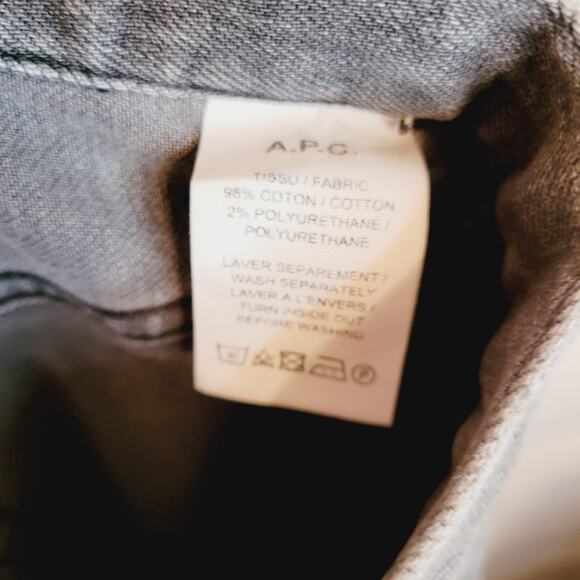 A.P.C.
TISSU / FABRIC
98% COTON / COTTON
2% POLYURETHANE /
POLYURETHANE
LAVER SEPAREMENT /
WASH SEPARATELY
LAVER A L'ENVERS /
TURN INSIDE OUT
BEFORE WASHING